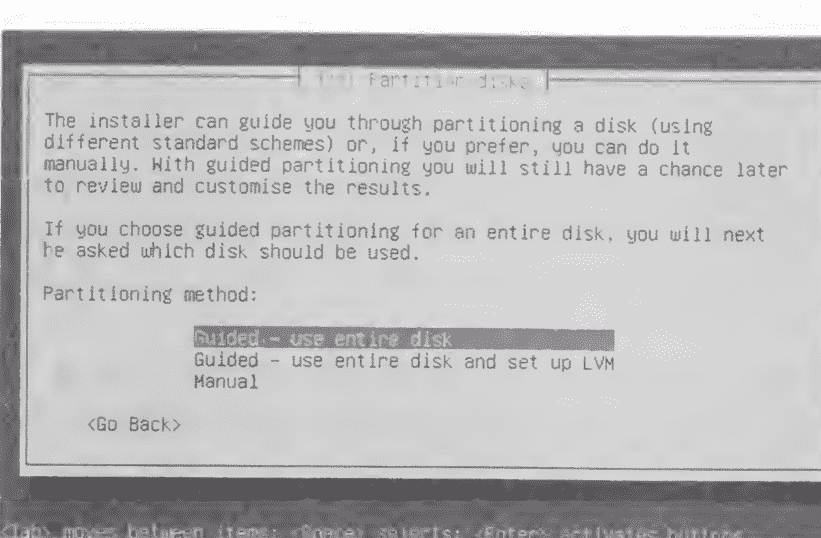 Partition disks
The installer can guide you through partitioning a disk (using
different standard schemes) or, if you prefer, you can do it
manually. With guided partitioning you will still have a chance later
to review and customise the results.
If you choose guided partitioning for an entire disk, you will next
be asked which disk should be used.
Partitioning method:
Guided - use entire disk
Guided - use entire disk and set up LVM
Manual
<Go Back>
<Tab> moves between items; <Space> selects; <Enter> activates buttons